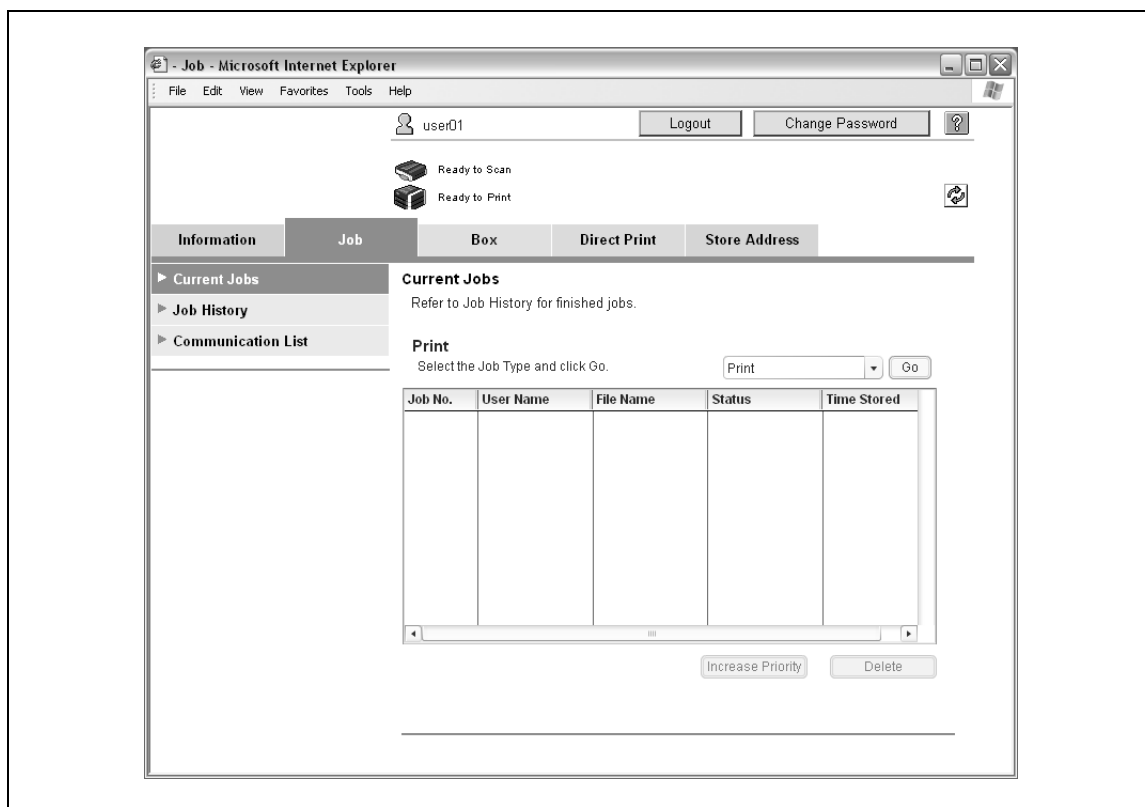 - Job - Microsoft Internet Explorer
File Edit View Favorites Tools Help
user01 Logout Change Password ?
Ready to Scan
Ready to Print
Information Job Box Direct Print Store Address
Current Jobs
Job History
Communication List
Current Jobs
Refer to Job History for finished jobs.
Print
Select the Job Type and click Go. Print Go
Job No. User Name File Name Status Time Stored
Increase Priority Delete